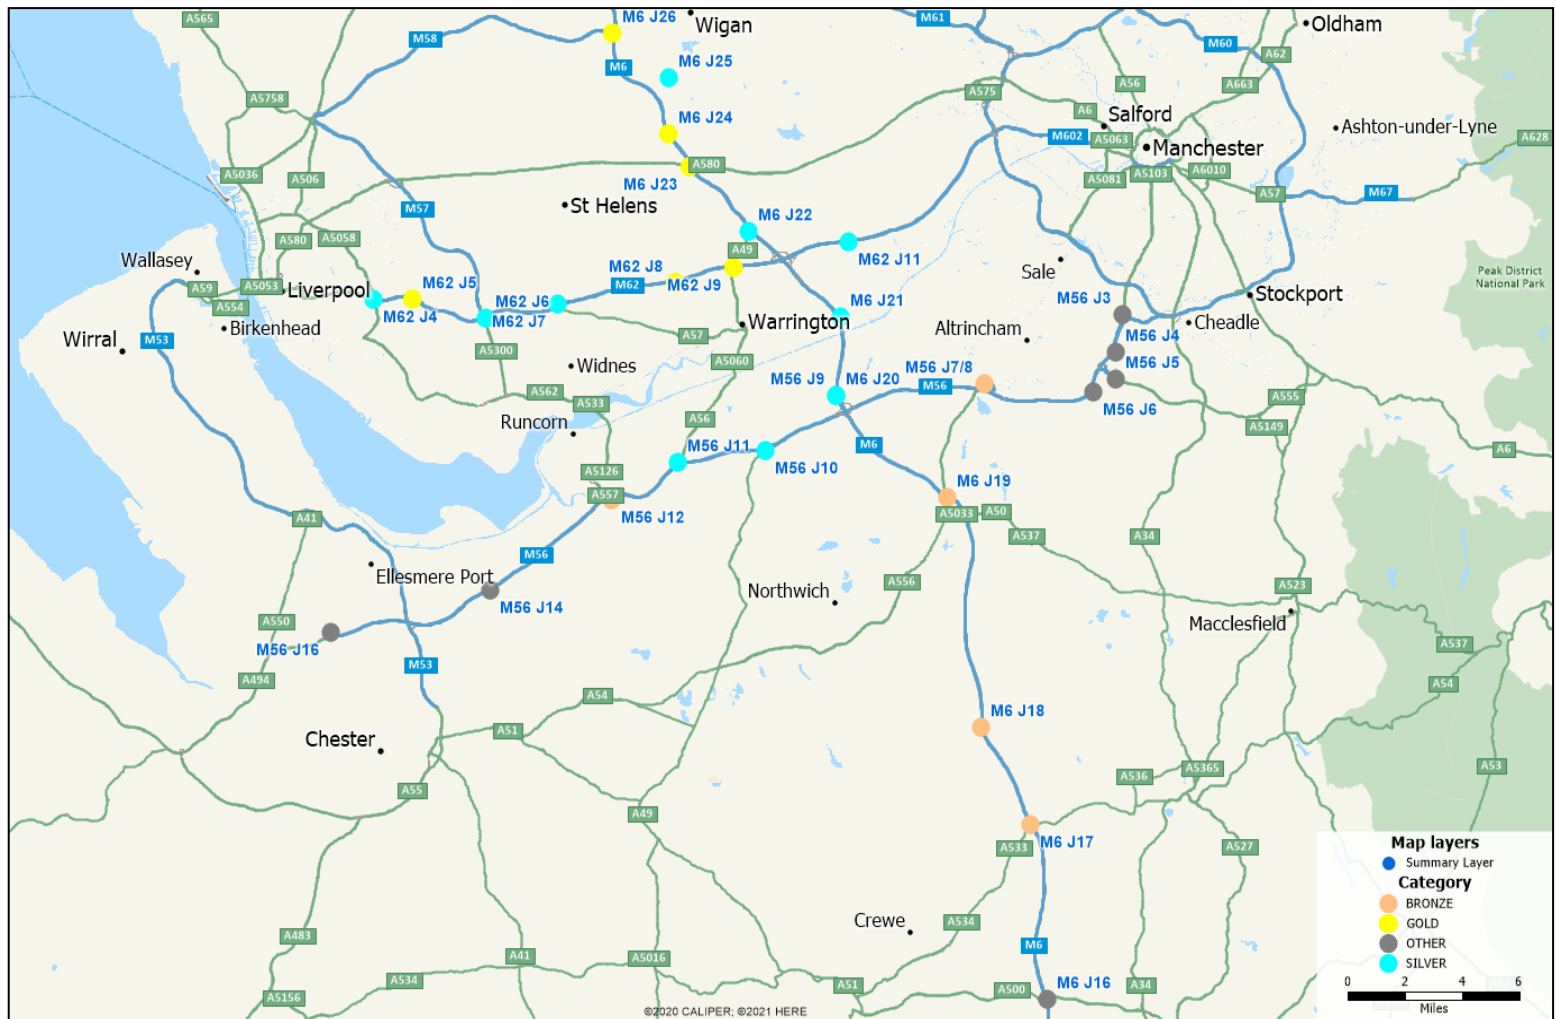 A565
M6 J26
Wigan
M61
Oldham
M58
M60
A62
M6
M6 J25
A56
A663
A5758
A575
A6
Salford
M6 J24
Ashton-under-Lyne
A628
M602
A5063
Manchester
A580
A5036
A506
M6 J23
A5081
A5103
A6010
A57
M67
M57
St Helens
M6 J22
A580
A5058
A49
M62 J11
Wallasey
M62 J8
Sale
Peak District
National Park
A59
A5053
Liverpool
M62 J5
M62
M62 J9
A554
M62 J6
M56 J3
Stockport
Birkenhead
M62 J4
M62 J7
M6 J21
Warrington
Altrincham
Cheadle
Wirral
M53
A57
M56 J4
A5300
Widnes
A5060
M56 J5
M56 J7/8
M56 J9
M6 J20
M56
A562
A533
M56 J6
A555
Runcorn
A56
A5149
M56 J11
M6
A6
A5126
M56 J10
A557
M6 J19
M56 J12
A5033
A50
A41
A537
A34
M56
Ellesmere Port
Northwich
A556
A523
M56 J14
A550
Macclesfield
M56 J16
A537
M53
A494
A54
A54
M6 J18
A51
Chester
A53
A536
A5365
A55
A49
M6 J17
A533
A527
Map layers
Summary Layer
Category
BRONZE
GOLD
OTHER
SILVER
0 2 4 6
Miles
Crewe
A534
A483
M6
A41
A5016
A534
A51
M6 J16
A500
A34
A5156
©2020 CALIPER; ©2021 HERE